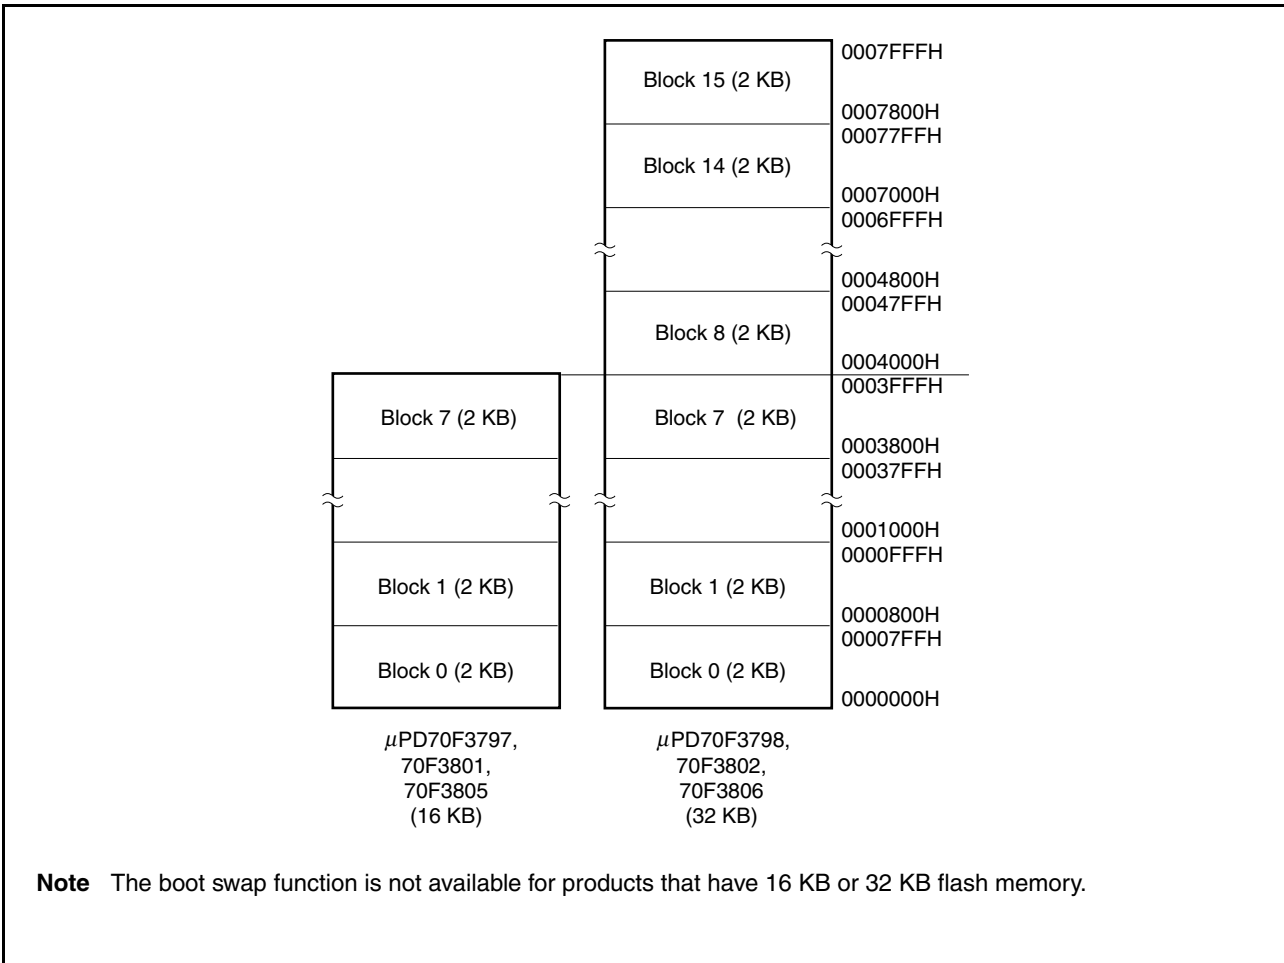 0007FFFH
Block 15 (2 KB)
0007800H
00077FFH
Block 14 (2 KB)
0007000H
0006FFFH
0004800H
00047FFH
Block 8 (2 KB)
0004000H
0003FFFH
Block 7 (2 KB)
Block 7 (2 KB)
0003800H
00037FFH
0001000H
0000FFFH
Block 1 (2 KB)
Block 1 (2 KB)
0000800H
00007FFH
Block 0 (2 KB)
Block 0 (2 KB)
0000000H
μPD70F3797,
70F3801,
70F3805
(16 KB)
μPD70F3798,
70F3802,
70F3806
(32 KB)
Note The boot swap function is not available for products that have 16 KB or 32 KB flash memory.